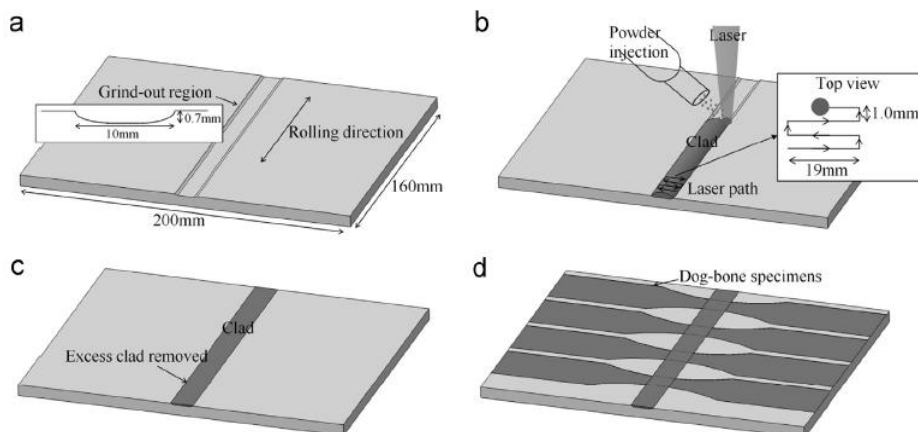 a
Grind-out region
0.7mm
10mm
Rolling direction
200mm
160mm
b
Powder
injection
Laser
Top view
1.0mm
19mm
Clad
Laser path
c
Clad
Excess clad removed
d
Dog-bone specimens